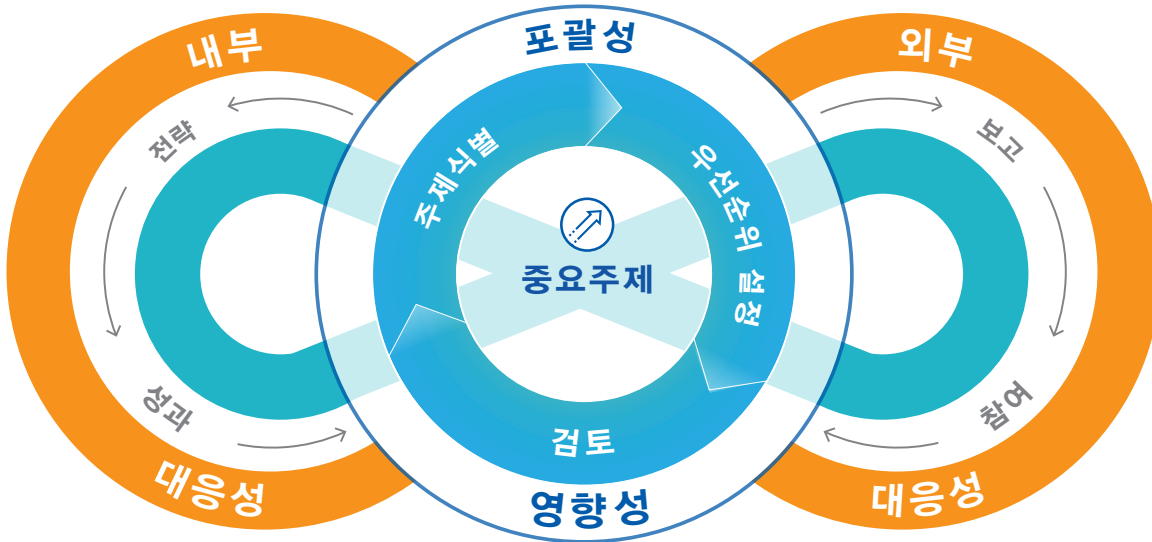 내부
포괄성
외부
전략
주제식별
우선순위 설정
보고
중요주제
성과
검토
참여
대응성
영향성
대응성